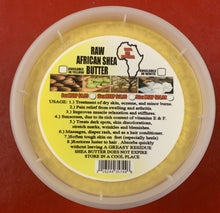 RAW
AFRICAN SHEA
BUTTER
USAGE: 1.) Treatment of dry skin, eczema, and minor burns.
2.) Pain relief from swelling and arthritis.
3.) Improves muscle relaxation and stiffness.
4.) Sunscreen, due to its rich content of vitamin E & F.
5.) Treats dark spots, skin discolorations,
stretch marks, wrinkles and blemishes.
6.) Massages, diaper rash, and as a hair conditioner.
7.)Softens tough skin on feet (especially heels)
8.)Restores luster to hair. Absorbs quickly
without leaving A GREASY RESIDUE
SHEA BUTTER DOES NOT EXPIRE
STORE IN A COOL PLACE